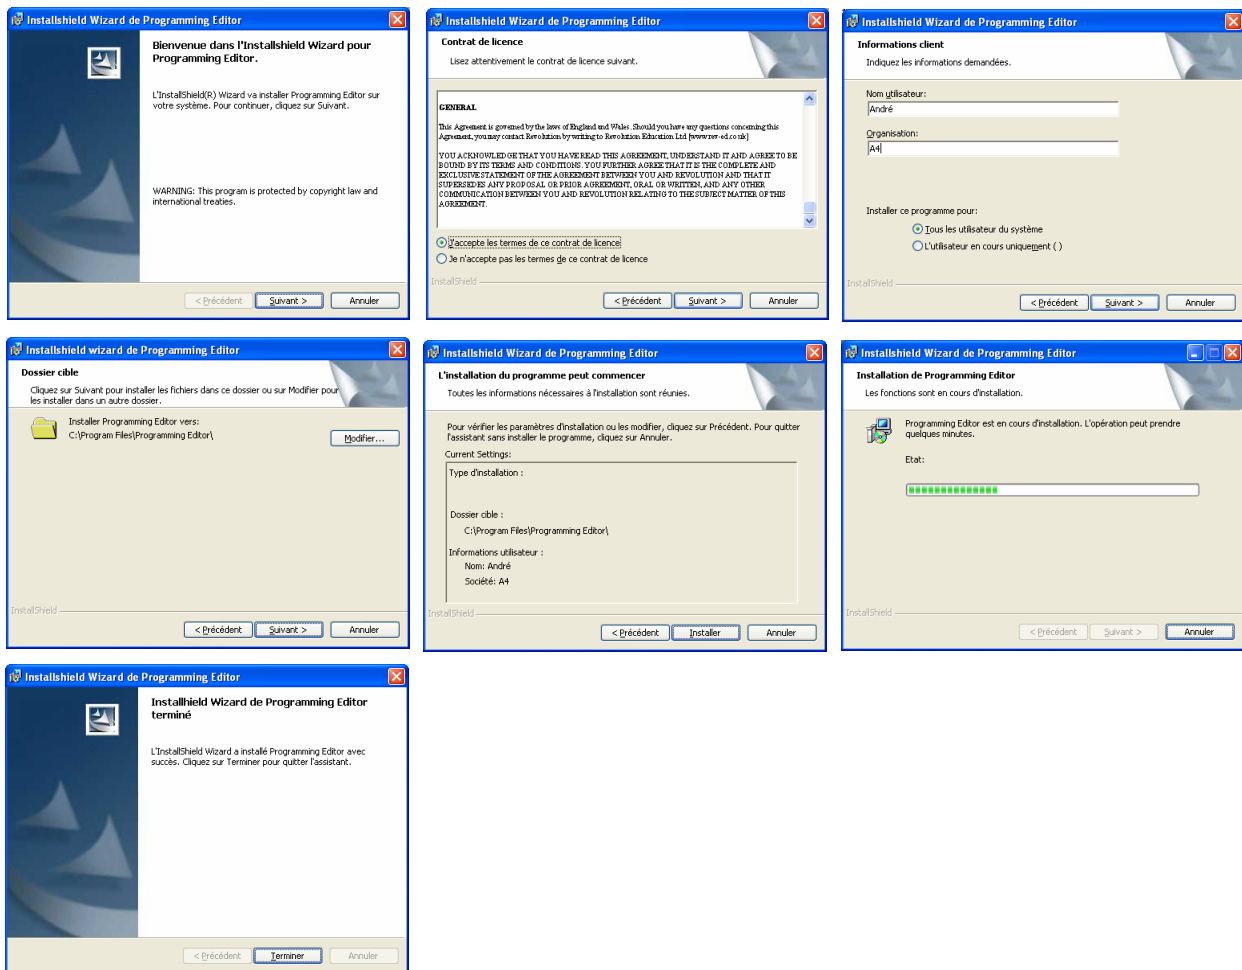 Installshield Wizard de Programming Editor
Bienvenue dans l'Installshield Wizard pour
Programming Editor.
L'InstallShield(R) Wizard va installer Programming Editor sur
votre système. Pour continuer, cliquez sur Suivant.
WARNING: This program is protected by copyright law and
international treaties.
< Précédent
Suivant >
Annuler
Installshield Wizard de Programming Editor
Contrat de licence
Lisez attentivement le contrat de licence suivant.
GENERAL
This Agreement is governed by the laws of England and Wales. Should you have any questions concerning this
Agreement, you may contact Revolution by writing to Revolution Education Ltd [www.rev-ed.co.uk]
YOU ACKNOWLEDGE THAT YOU HAVE READ THIS AGREEMENT, UNDERSTAND IT AND AGREE TO BE
BOUND BY ITS TERMS AND CONDITIONS. YOU FURTHER AGREE THAT IT IS THE COMPLETE AND
EXCLUSIVE STATEMENT OF THE AGREEMENT BETWEEN YOU AND REVOLUTION AND THAT IT
SUPERSEDES ANY PROPOSAL OR PRIOR AGREEMENT, ORAL OR WRITTEN, AND ANY OTHER
COMMUNICATION BETWEEN YOU AND REVOLUTION RELATING TO THE SUBJECT MATTER OF THIS
AGREEMENT.
J'accepte les termes de ce contrat de licence
Je n'accepte pas les termes de ce contrat de licence
InstallShield
< Précédent
Suivant >
Annuler
Installshield Wizard de Programming Editor
Informations client
Indiquez les informations demandées.
Nom utilisateur:
André
Organisation:
A4
Installer ce programme pour:
Tous les utilisateur du système
L'utilisateur en cours uniquement ( )
InstallShield
< Précédent
Suivant >
Annuler
Installshield wizard de Programming Editor
Dossier cible
Cliquez sur Suivant pour installer les fichiers dans ce dossier ou sur Modifier pour
les installer dans un autre dossier.
Installer Programming Editor vers:
C:\Program Files\Programming Editor\
Modifier...
InstallShield
< Précédent
Suivant >
Annuler
Installshield Wizard de Programming Editor
L'installation du programme peut commencer
Toutes les informations nécessaires à l'installation sont réunies.
Pour vérifier les paramètres d'installation ou les modifier, cliquez sur Précédent. Pour quitter
l'assistant sans installer le programme, cliquez sur Annuler.
Current Settings:
Type d'installation :
Dossier cible :
C:\Program Files\Programming Editor\
Informations utilisateur :
Nom: André
Société: A4
InstallShield
< Précédent
Installer
Annuler
Installshield Wizard de Programming Editor
Installation de Programming Editor
Les fonctions sont en cours d'installation.
Programming Editor est en cours d'installation. L'opération peut prendre
quelques minutes.
Etat:
InstallShield
< Précédent
Suivant >
Annuler
Installshield Wizard de Programming Editor
Installhield Wizard de Programming Editor
terminé
L'InstallShield Wizard a installé Programming Editor avec
succès. Cliquez sur Terminer pour quitter l'assistant.
< Précédent
Terminer
Annuler